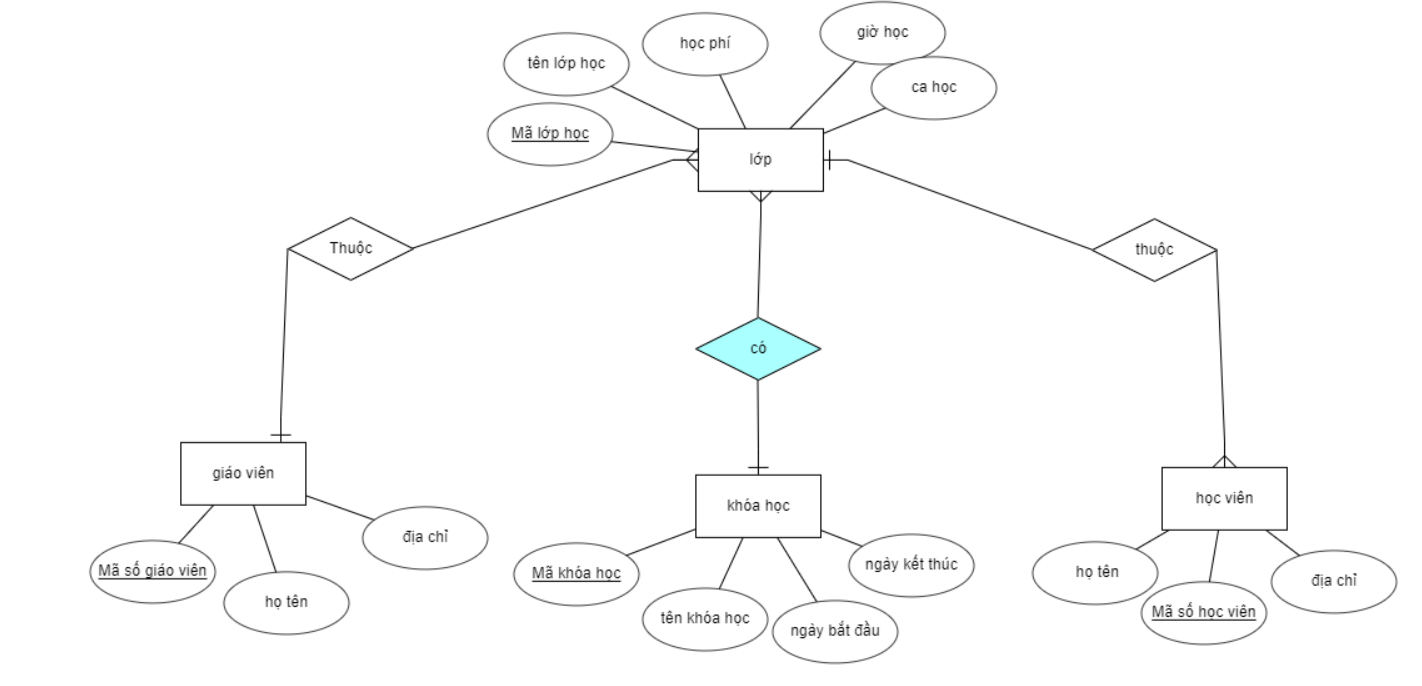 giờ học
học phí
tên lớp học
ca học
Mã lớp học
lớp
Thuộc
thuộc
có
giáo viên
khóa học
học viên
địa chỉ
Mã số giáo viên
họ tên
Mã khóa học
ngày kết thúc
tên khóa học
ngày bắt đầu
họ tên
Mã số học viên
địa chỉ